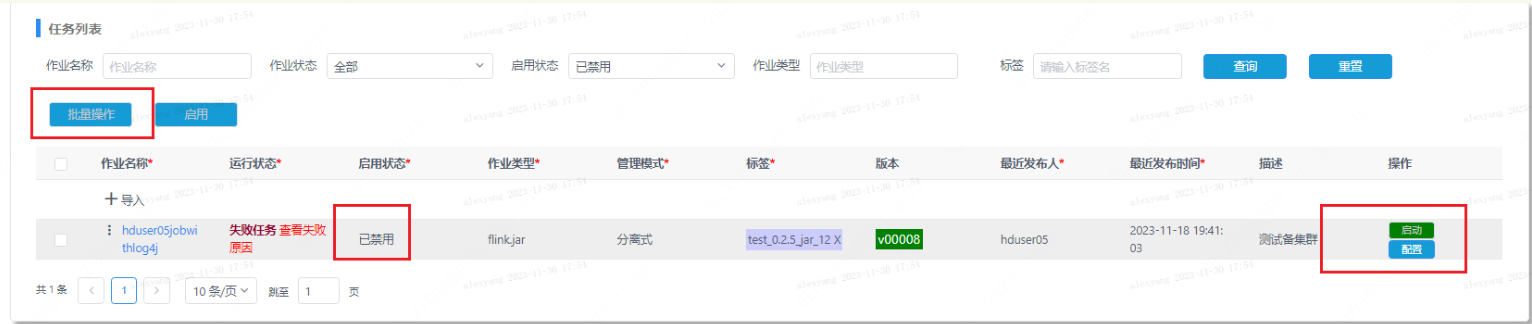 任务列表
作业名称 作业名称 作业状态 全部 启用状态 已禁用 作业类型 作业类型 标签 请输入标签名 查询 重置
批量操作 启用
作业名称* 运行状态* 启用状态* 作业类型* 管理模式* 标签* 版本 最近发布人* 最近发布时间* 描述 操作
+导入
hduser05jobwi 失败任务 查看失败 已禁用 flink.jar 分离式 test_0.2.5_jar_12 X v00008 hduser05 2023-11-18 19:41: 测试备集群 启动
thlog4j 原因 03 配置
共 1 条 < 1 > 10 条/页 跳至 1 页
alexyang 2023-11-30 17:54